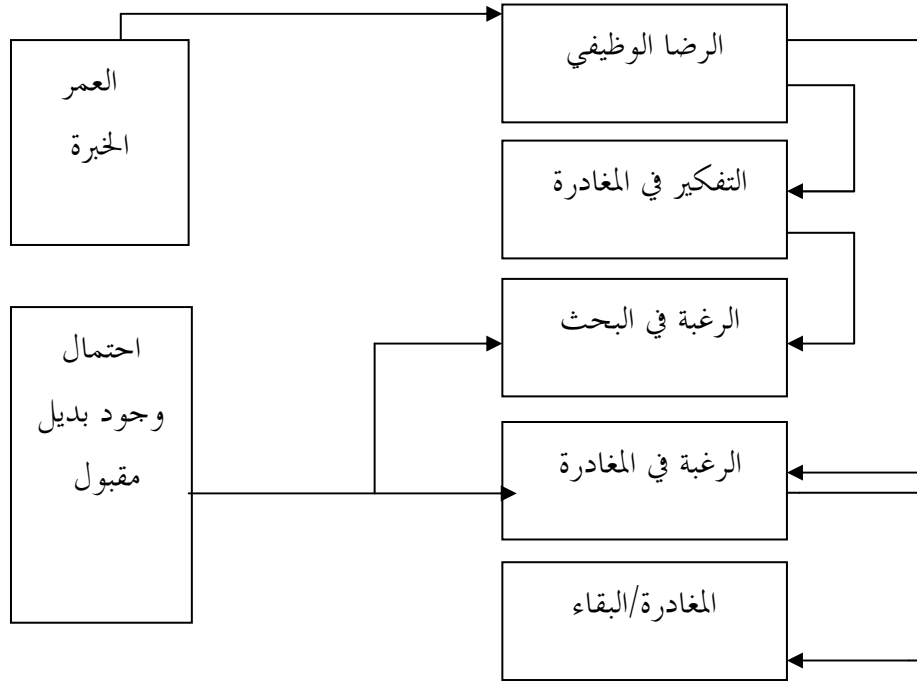 الرضا الوظيفي
العمر
الخبرة
التفكير في المغادرة
الرغبة في البحث
احتمال
وجود بديل
مقبول
الرغبة في المغادرة
المغادرة/البقاء